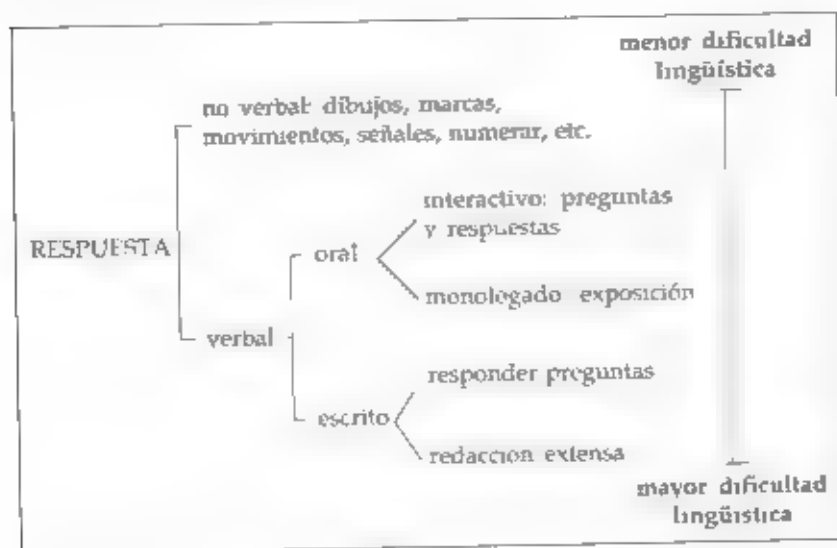 menor dificultad
lingüística
no verbal: dibujos, marcas,
movimientos, señales, numerar, etc.
interactivo: preguntas
y respuestas
RESPUESTA
oral
monologado exposición
verbal
responder preguntas
escrito
redaccion extensa
mayor dificultad
lingüística